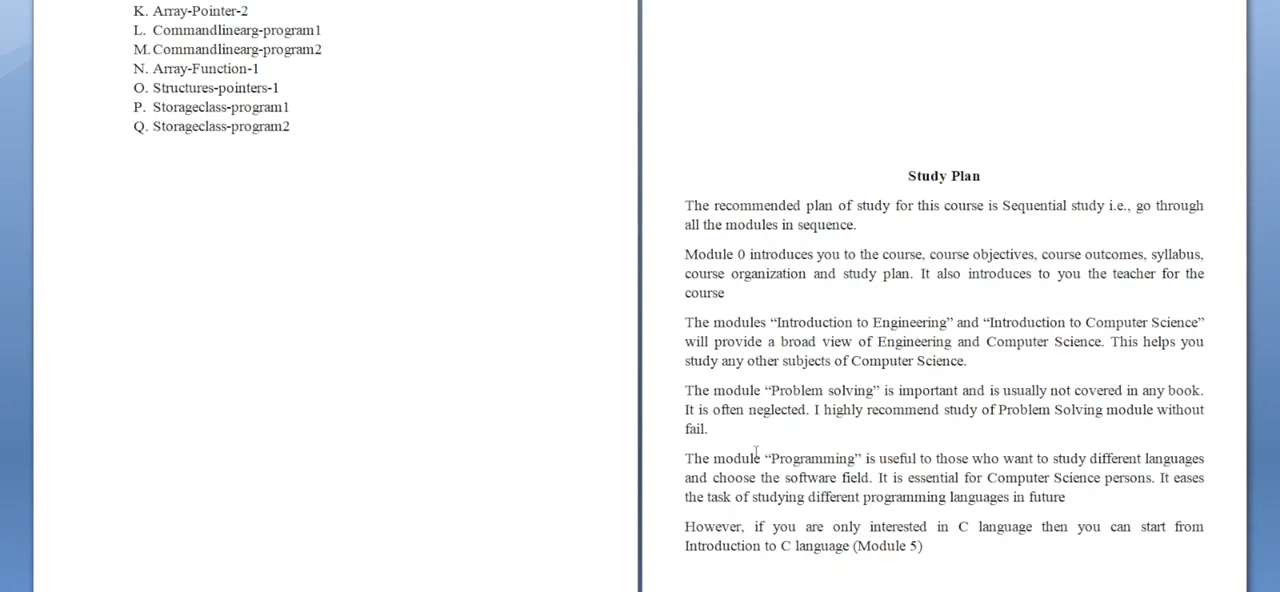 K. Array-Pointer-2
L. Commandlinearg-program1
M. Commandlinearg-program2
N. Array-Function-1
O. Structures-pointers-1
P. Storageclass-program1
Q. Storageclass-program2
Study Plan
The recommended plan of study for this course is Sequential study i.e., go through
all the modules in sequence.
Module 0 introduces you to the course, course objectives, course outcomes, syllabus,
course organization and study plan. It also introduces to you the teacher for the
course
The modules “Introduction to Engineering” and “Introduction to Computer Science”
will provide a broad view of Engineering and Computer Science. This helps you
study any other subjects of Computer Science.
The module “Problem solving” is important and is usually not covered in any book.
It is often neglected. I highly recommend study of Problem Solving module without
fail.
The module “Programming” is useful to those who want to study different languages
and choose the software field. It is essential for Computer Science persons. It eases
the task of studying different programming languages in future
However, if you are only interested in C language then you can start from
Introduction to C language (Module 5)